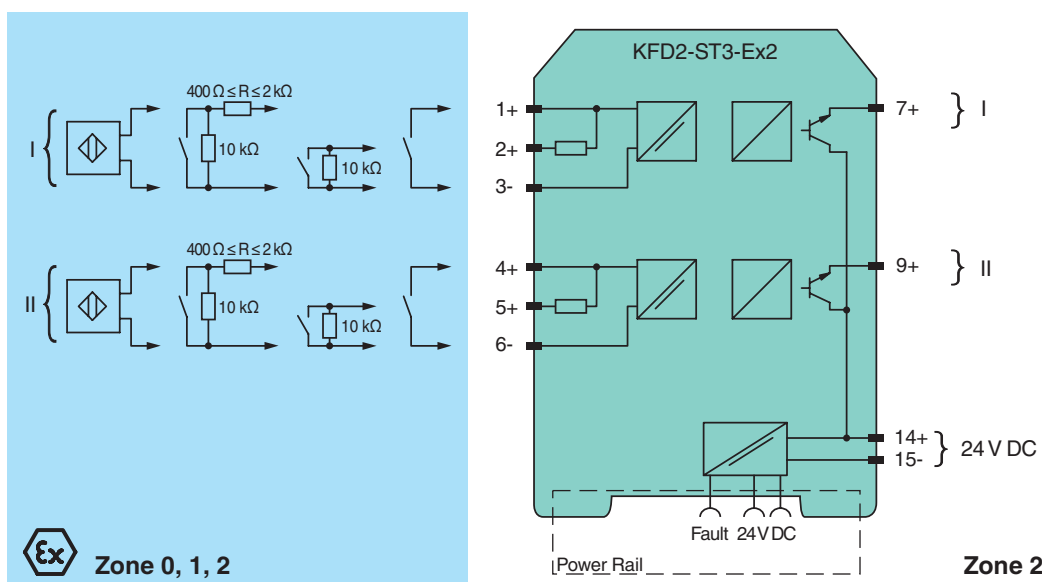 KFD2-ST3-Ex2
400 Ω ≤ R ≤ 2 kΩ
I
10 kΩ
10 kΩ
1+
2+
3-
7+
I
400 Ω ≤ R ≤ 2 kΩ
II
10 kΩ
10 kΩ
4+
5+
6-
9+
II
14+
15-
24 V DC
Fault
24 V DC
Power Rail
Ex
Zone 0, 1, 2
Zone 2